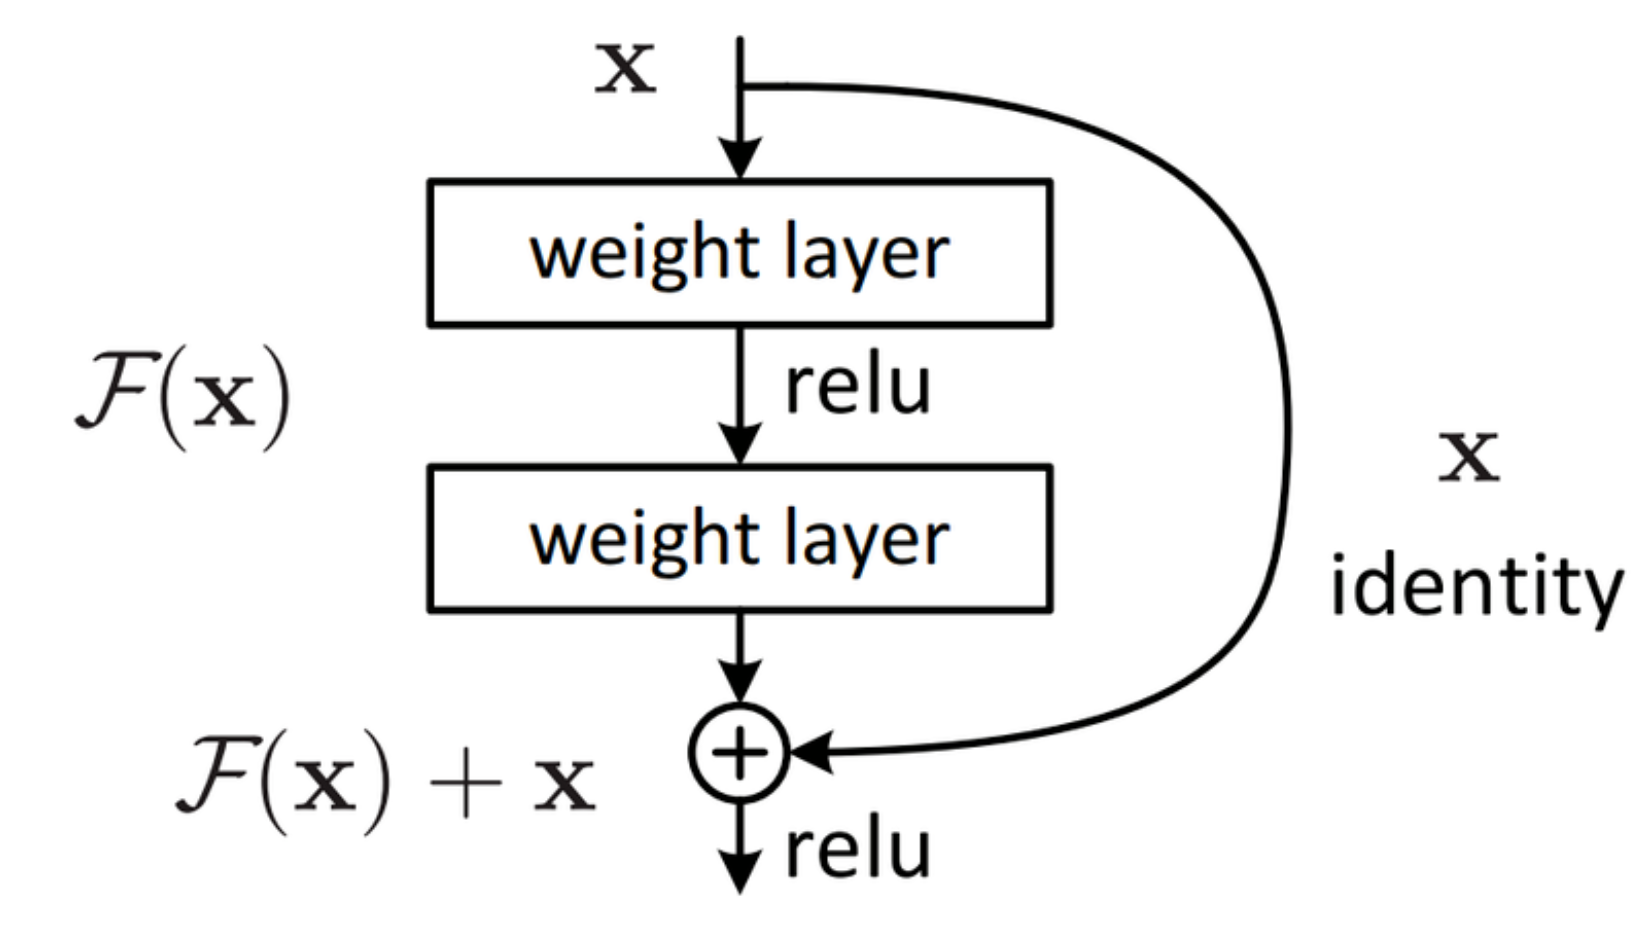 x
weight layer
F(x)
relu
x
weight layer
identity
F(x) + x
relu